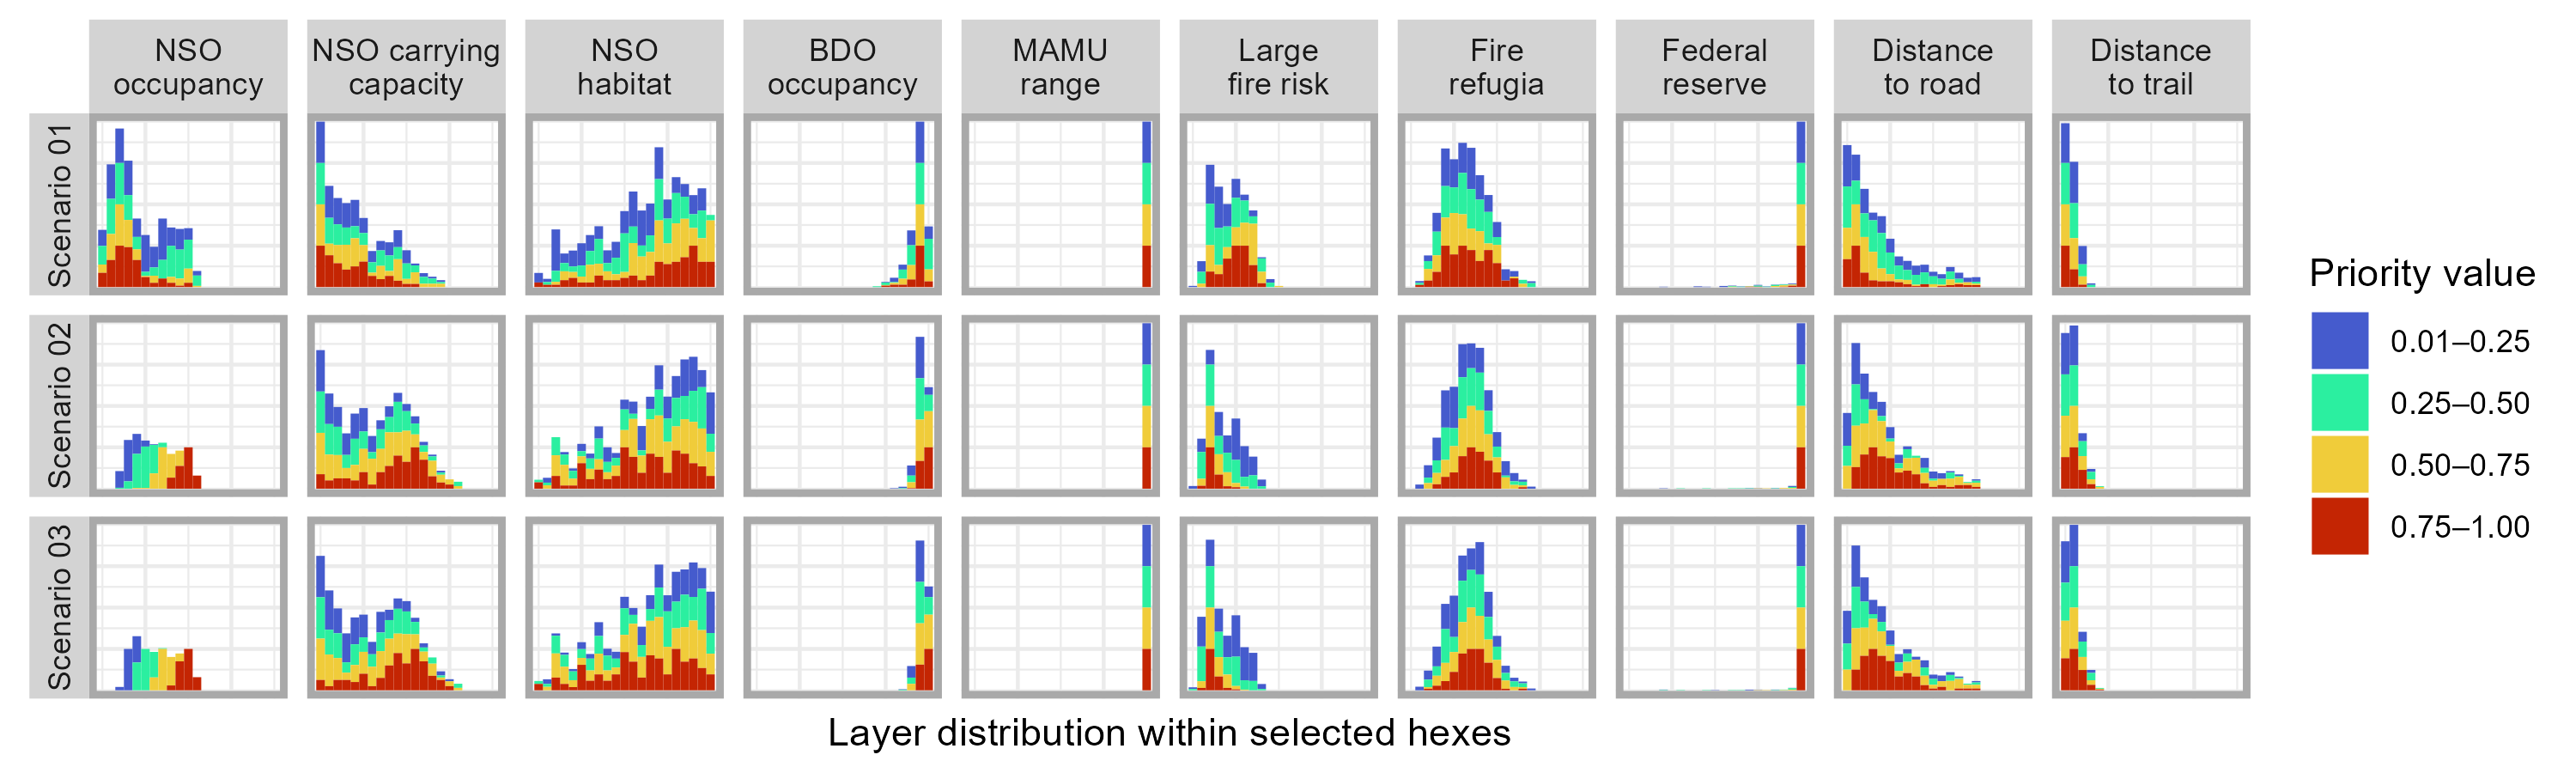 NSO
occupancy
NSO carrying
capacity
NSO
habitat
BDO
occupancy
MAMU
range
Large
fire risk
Fire
refugia
Federal
reserve
Distance
to road
Distance
to trail
Scenario 01
Scenario 02
Scenario 03
Layer distribution within selected hexes
Priority value
0.01–0.25
0.25–0.50
0.50–0.75
0.75–1.00